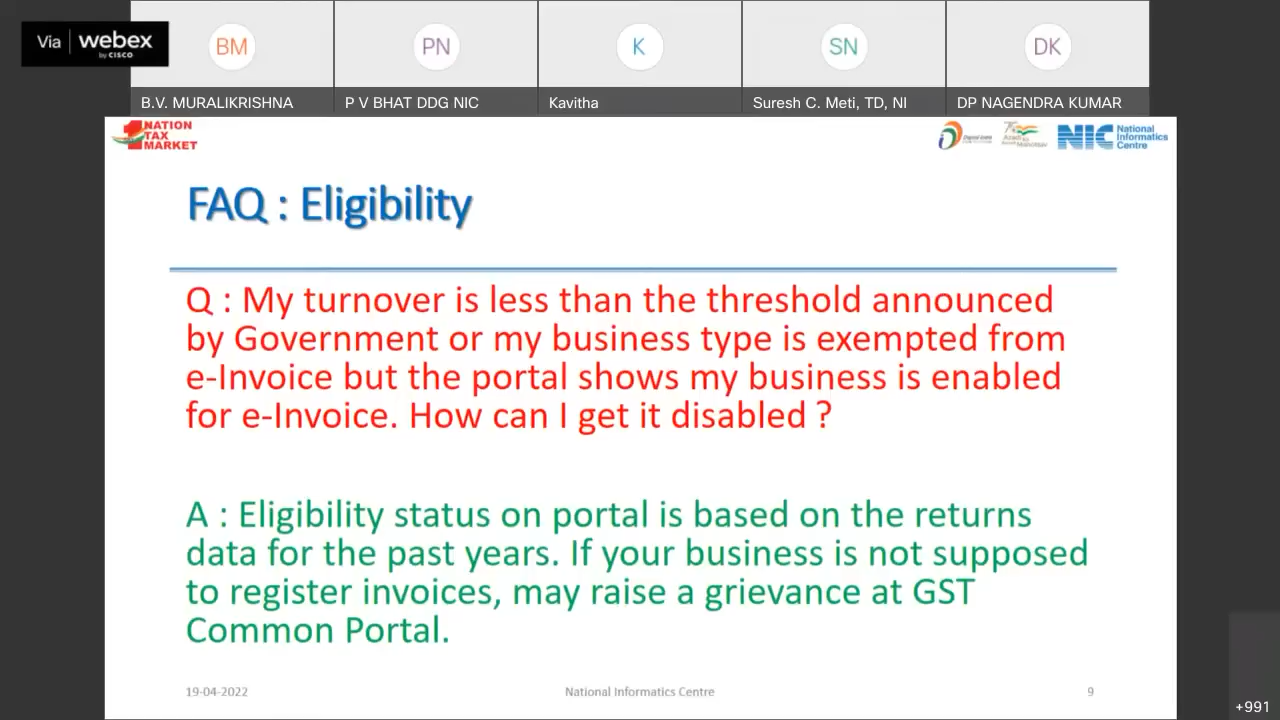 Via webex
by CISCO
BM
PN
K
SN
DK
B.V. MURALIKRISHNA
P V BHAT DDG NIC
Kavitha
Suresh C. Meti, TD, NI
DP NAGENDRA KUMAR
NATION
TAX
MARKET
NIC National
Informatics
Centre
FAQ : Eligibility
Q : My turnover is less than the threshold announced
by Government or my business type is exempted from
e-Invoice but the portal shows my business is enabled
for e-Invoice. How can I get it disabled ?
A : Eligibility status on portal is based on the returns
data for the past years. If your business is not supposed
to register invoices, may raise a grievance at GST
Common Portal.
19-04-2022
National Informatics Centre
9
+991